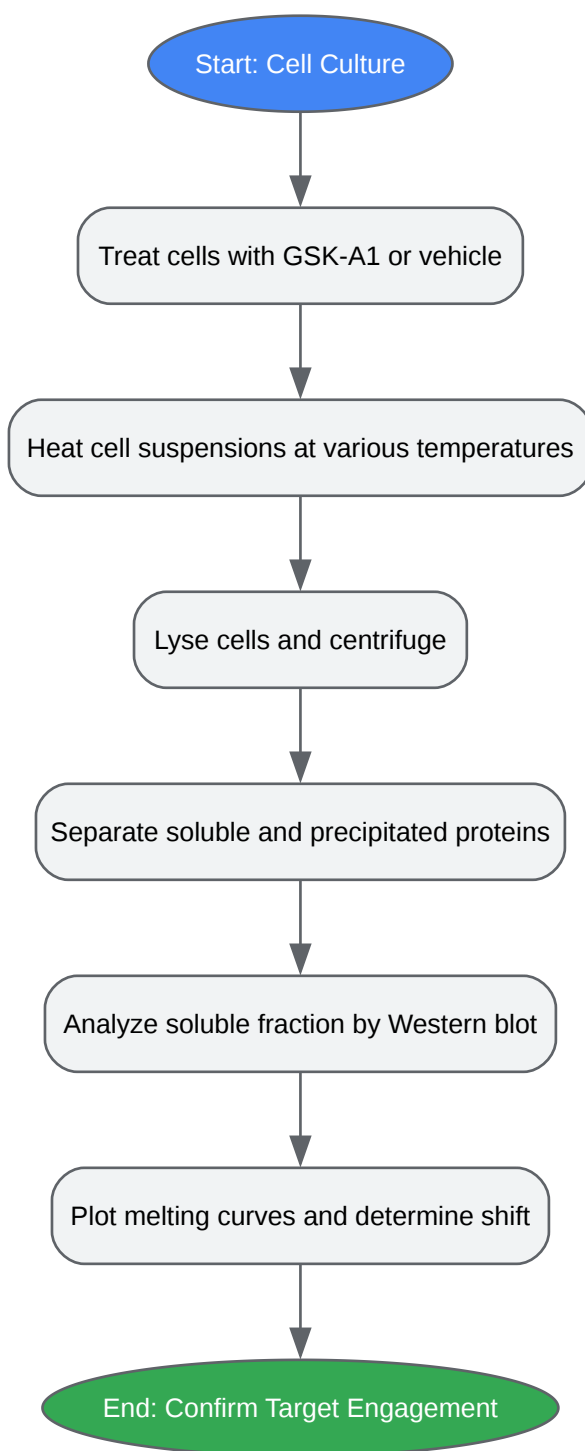 Start: Cell Culture
Treat cells with GSK-A1 or vehicle
Heat cell suspensions at various temperatures
Lyse cells and centrifuge
Separate soluble and precipitated proteins
Analyze soluble fraction by Western blot
Plot melting curves and determine shift
End: Confirm Target Engagement